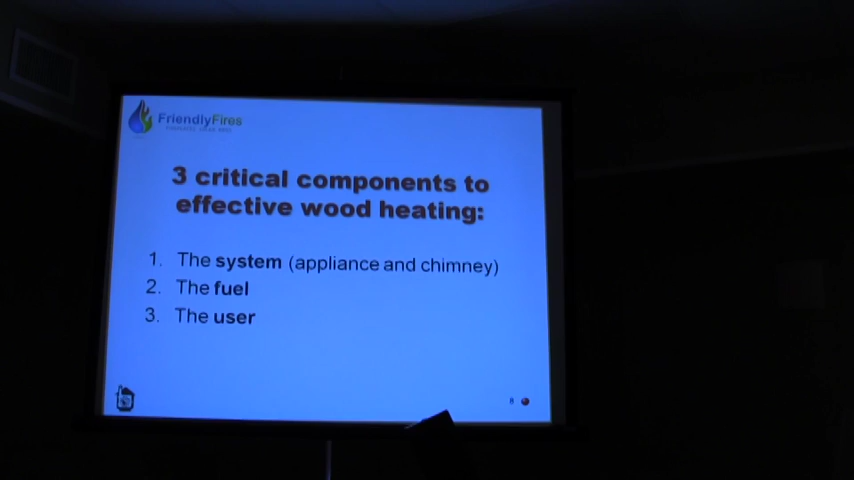 FriendlyFires
3 critical components to
effective wood heating:
1. The system (appliance and chimney)
2. The fuel
3. The user
8